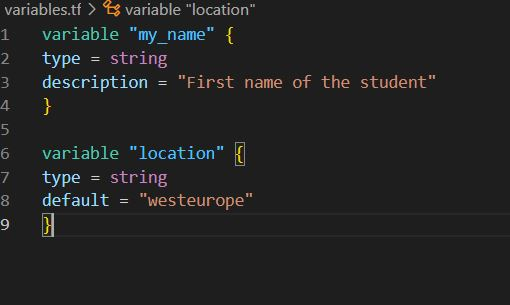 variables.tf > variable "location"
1 variable "my_name" {
2 type = string
3 description = "First name of the student"
4 }
5
6 variable "location" {
7 type = string
8 default = "westeurope"
9 }